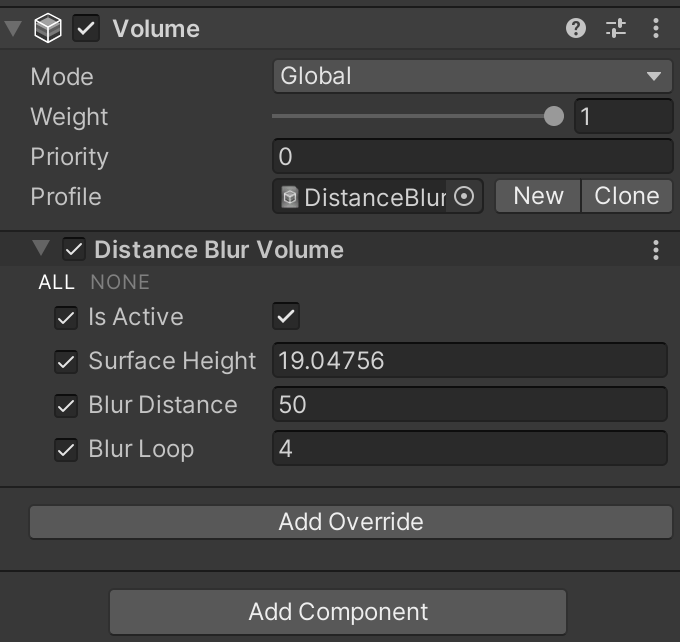 Volume
Mode Global
Weight 1
Priority 0
Profile DistanceBlur New Clone
Distance Blur Volume
ALL NONE
Is Active
Surface Height 19.04756
Blur Distance 50
Blur Loop 4
Add Override
Add Component